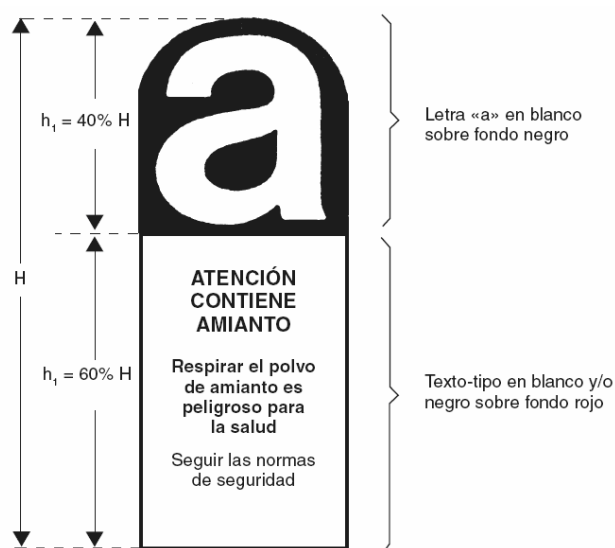 a
h₁ = 40% H
Letra «a» en blanco
sobre fondo negro
H
ATENCIÓN
CONTIENE
AMIANTO
Respirar el polvo
de amianto es
peligroso para
la salud
Seguir las normas
de seguridad
h₁ = 60% H
Texto-tipo en blanco y/o
negro sobre fondo rojo